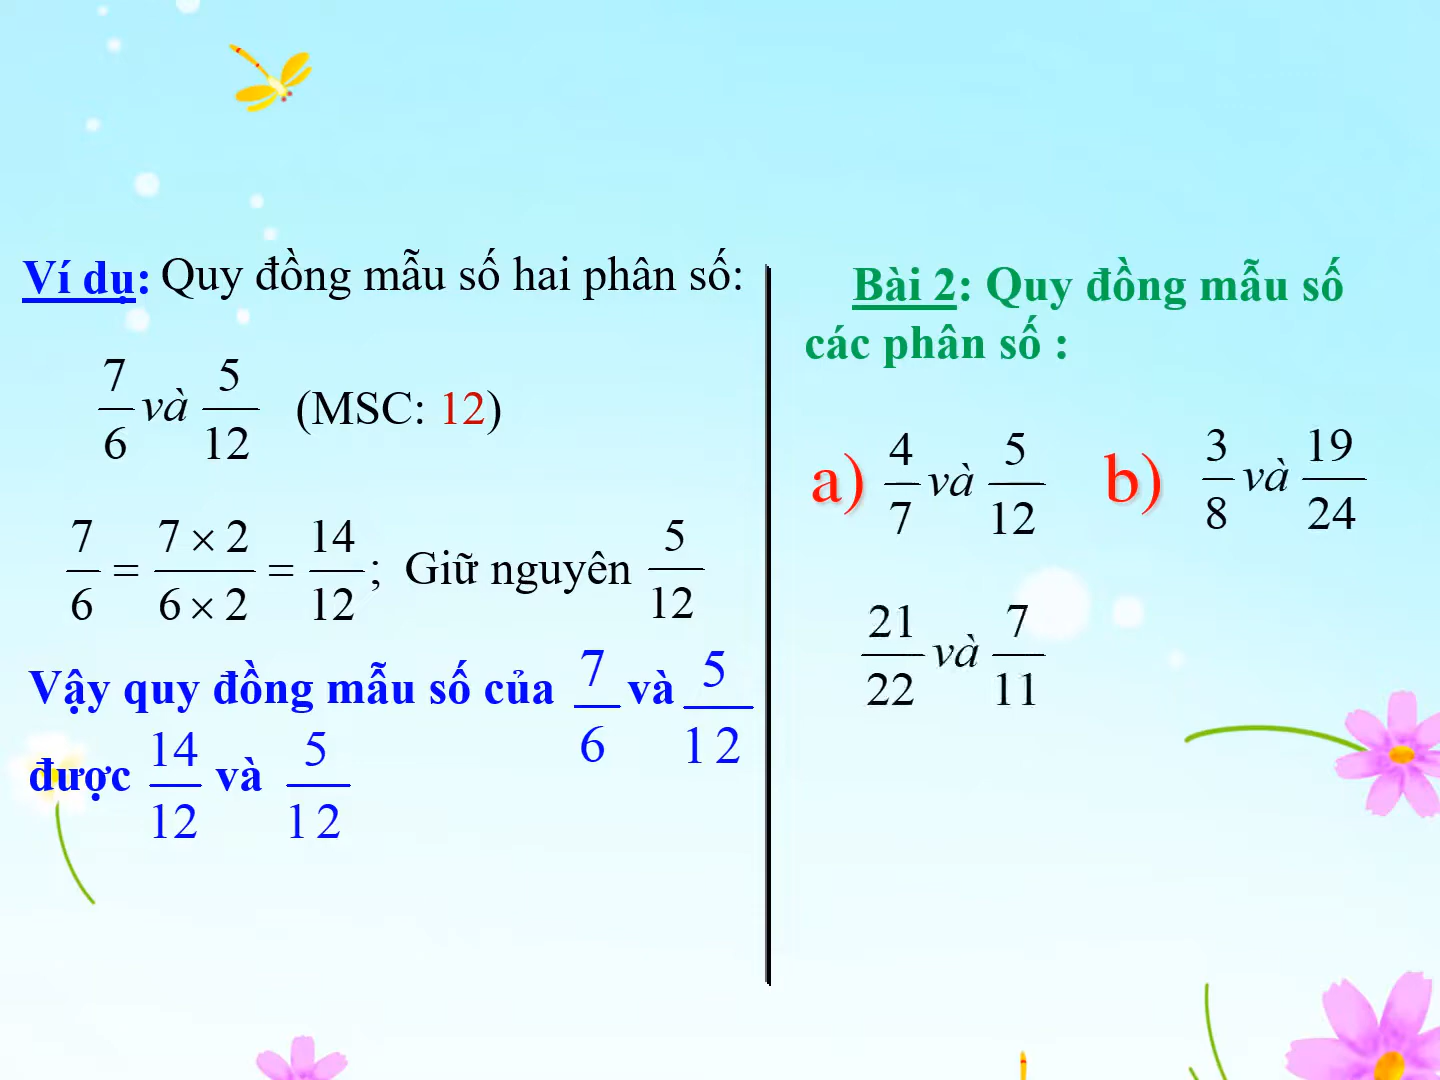 Ví dụ: Quy đồng mẫu số hai phân số:
7/6 và 5/12 (MSC: 12)
7/6 = 7 × 2/6 × 2 = 14/12; Giữ nguyên 5/12
Vậy quy đồng mẫu số của 7/6 và 5/12
được 14/12 và 5/12
Bài 2: Quy đồng mẫu số
các phân số :
a) 4/7 và 5/12 b) 3/8 và 19/24
21/22 và 7/11